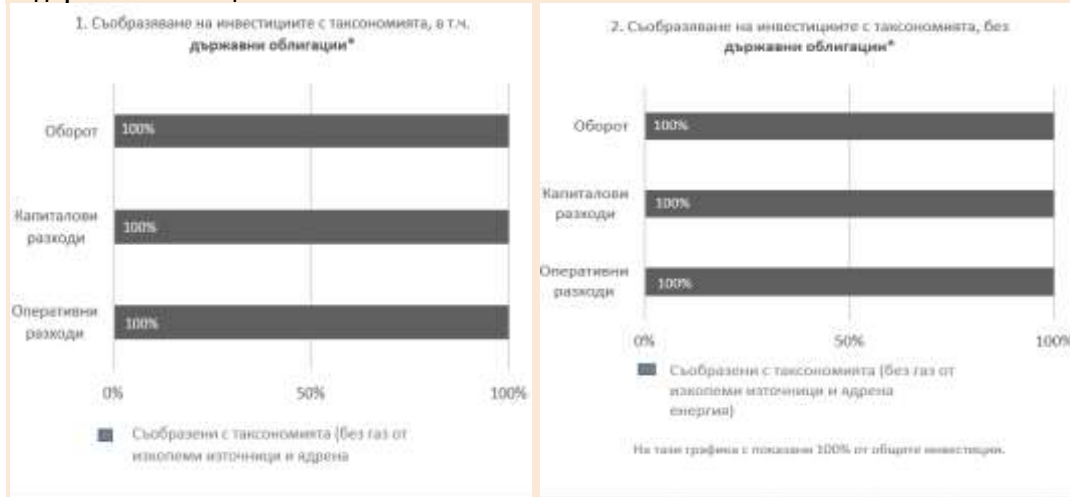 1. Съобразяване на инвестициите с таксономията, в т.ч.
държавни облигации*
Оборот
100%
Капиталови
разходи
100%
Оперативни
разходи
100%
0%
50%
100%
Съобразени с таксономията (без газ от
изкопаеми източници и ядрена
2. Съобразяване на инвестициите с таксономията, без
държавни облигации*
Оборот
100%
Капиталови
разходи
100%
Оперативни
разходи
100%
0%
50%
100%
Съобразени с таксономията (без газ от
изкопаеми източници и ядрена
енергия)
На тази графика с показани 100% от общите инвестиции.